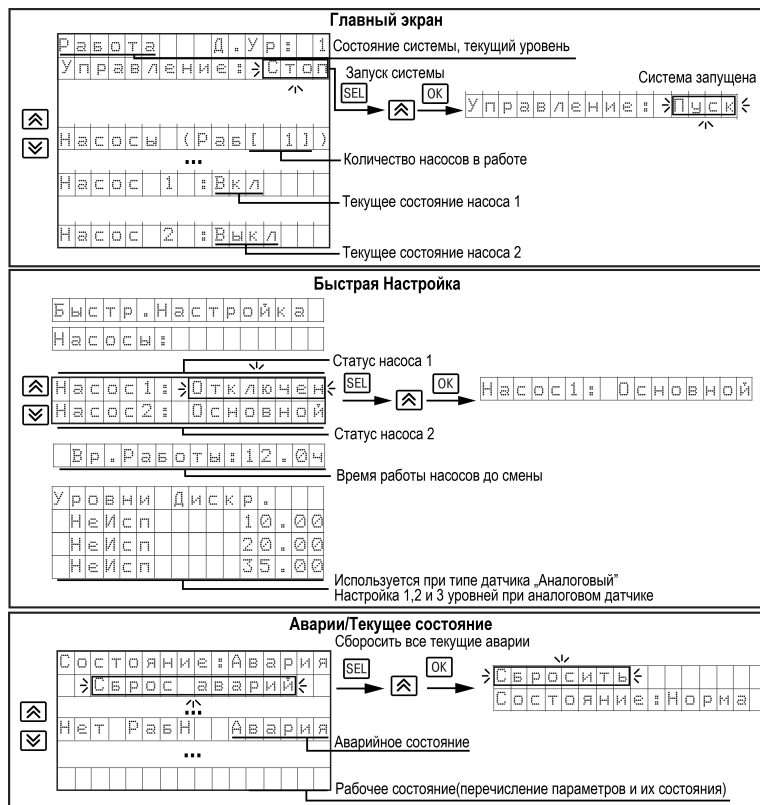 Главный экран
Работа Д.Ур: 1
Состояние системы, текущий уровень
Управление: Стоп
Запуск системы
SEL
OK
Система запущена
Управление: Пуск
Насосы (Раб[ 1])
...
Количество насосов в работе
Насос 1 :Вкл
Текущее состояние насоса 1
Насос 2 :Выкл
Текущее состояние насоса 2
Быстрая Настройка
Быстр.Настройка
Насосы:
Статус насоса 1
Насос1: Отключен
SEL
OK
Насос1: Основной
Насос2: Основной
Статус насоса 2
Вр.Работы:12.0ч
Время работы насосов до смены
Уровни Дискр.
НеИсп 10.00
НеИсп 20.00
НеИсп 35.00
Используется при типе датчика „Аналоговый”
Настройка 1,2 и 3 уровней при аналоговом датчике
Аварии/Текущее состояние
Сбросить все текущие аварии
Состояние:Авария
SEL
OK
Сбросить
Сброс аварий
Состояние:Норма
...
Нет РабН Авария
Аварийное состояние
...
Рабочее состояние(перечисление параметров и их состояния)